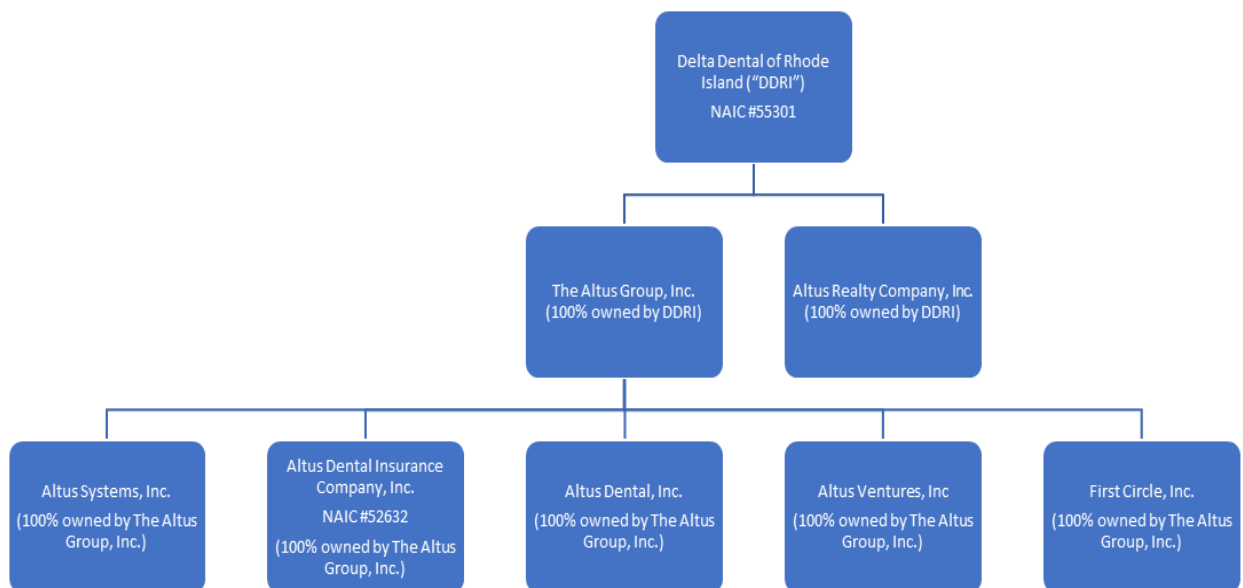 Delta Dental of Rhode
Island (“DDRI”)
NAIC #55301
The Altus Group, Inc.
(100% owned by DDRI)
Altus Realty Company, Inc.
(100% owned by DDRI)
Altus Systems, Inc.
(100% owned by The Altus
Group, Inc.)
Altus Dental Insurance
Company, Inc.
NAIC #52632
(100% owned by The Altus
Group, Inc.)
Altus Dental, Inc.
(100% owned by The Altus
Group, Inc.)
Altus Ventures, Inc
(100% owned by The Altus
Group, Inc.)
First Circle, Inc.
(100% owned by The Altus
Group, Inc.)